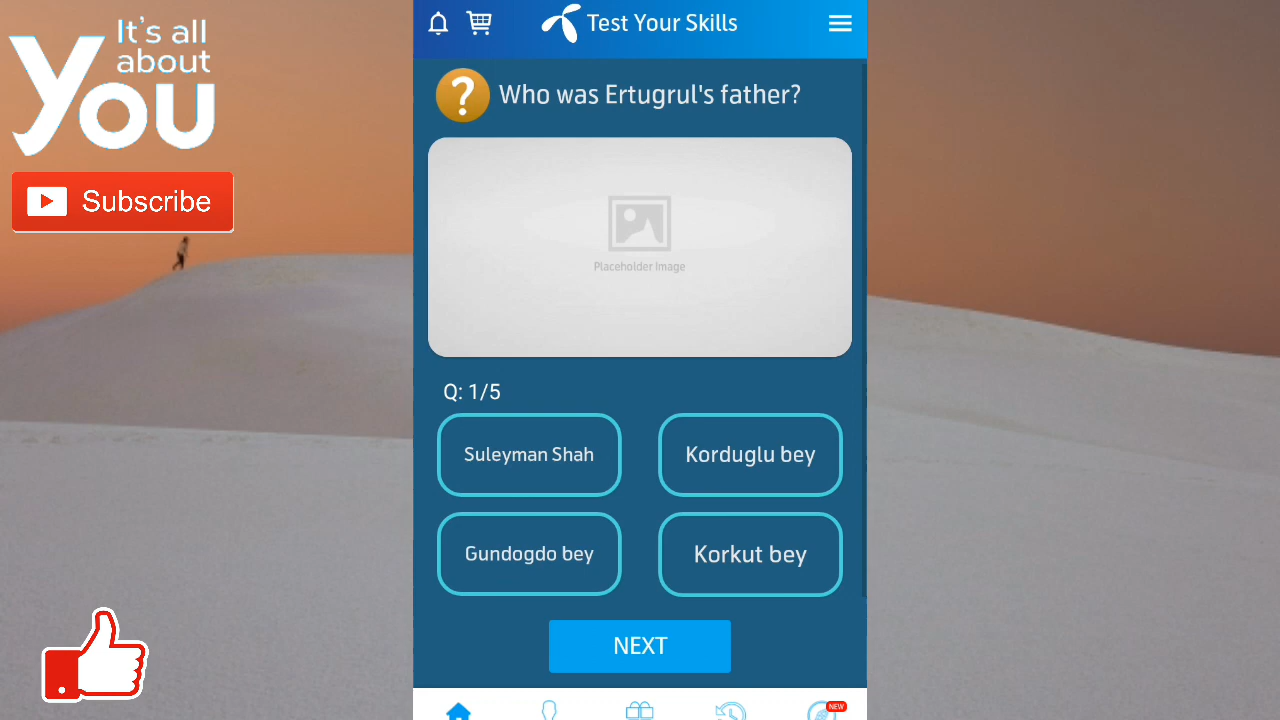 It's all
about
You
Subscribe
Test Your Skills
Who was Ertugrul's father?
Placeholder Image
Q: 1/5
Suleyman Shah
Korduglu bey
Gundogdo bey
Korkut bey
NEXT
NEW